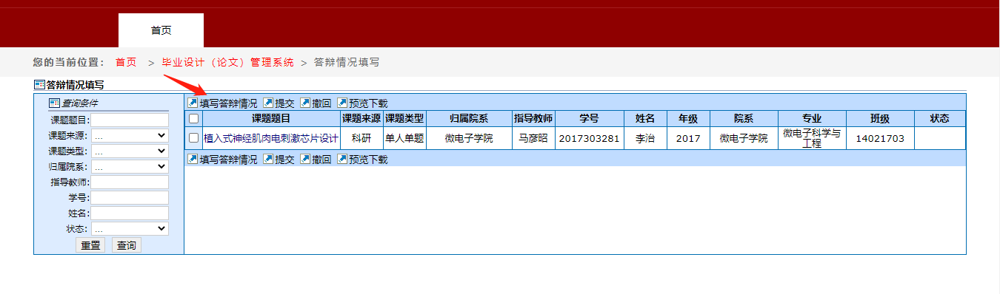 首页
您的当前位置： 首页 > 毕业设计（论文）管理系统 > 答辩情况填写
答辩情况填写
查询条件
课题题目:
课题来源: ...
课题类型: ...
归属院系: ...
指导教师:
学号:
姓名:
状态: ...
重置 查询
填写答辩情况 提交 撤回 预览下载
课题题目 课题来源 课题类型 归属院系 指导教师 学号 姓名 年级 院系 专业 班级 状态
植入式神经肌肉电刺激芯片设计 科研 单人单题 微电子学院 马彦昭 2017303281 李治 2017 微电子学院 微电子科学与 14021703
工程
填写答辩情况 提交 撤回 预览下载